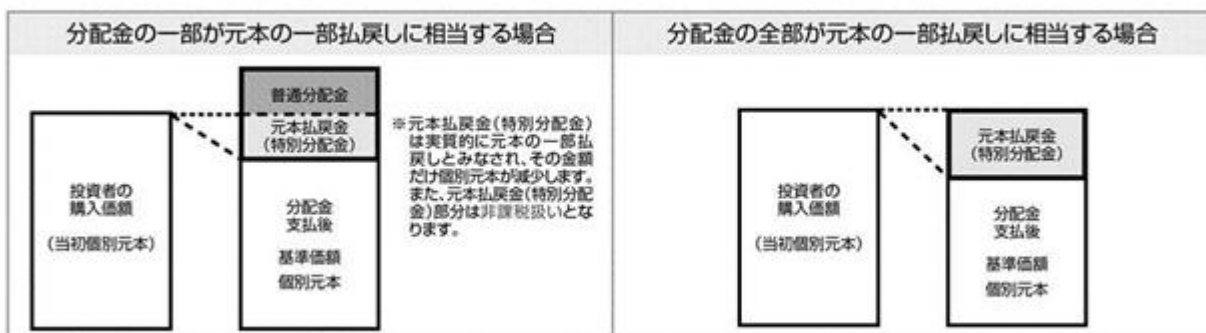 分配金の一部が元本の一部払戻しに相当する場合
普通分配金
元本払戻金
(特別分配金)
投資者の
購入価額
(当初個別元本)
分配金
支払後
基準価額
個別元本
※元本払戻金(特別分配金)
は実質的に元本の一部払
戻しとみなされ、その金額
だけ個別元本が減少します。
また、元本払戻金(特別分配
金)部分は非課税扱いとな
ります。
分配金の全部が元本の一部払戻しに相当する場合
元本払戻金
(特別分配金)
投資者の
購入価額
(当初個別元本)
分配金
支払後
基準価額
個別元本